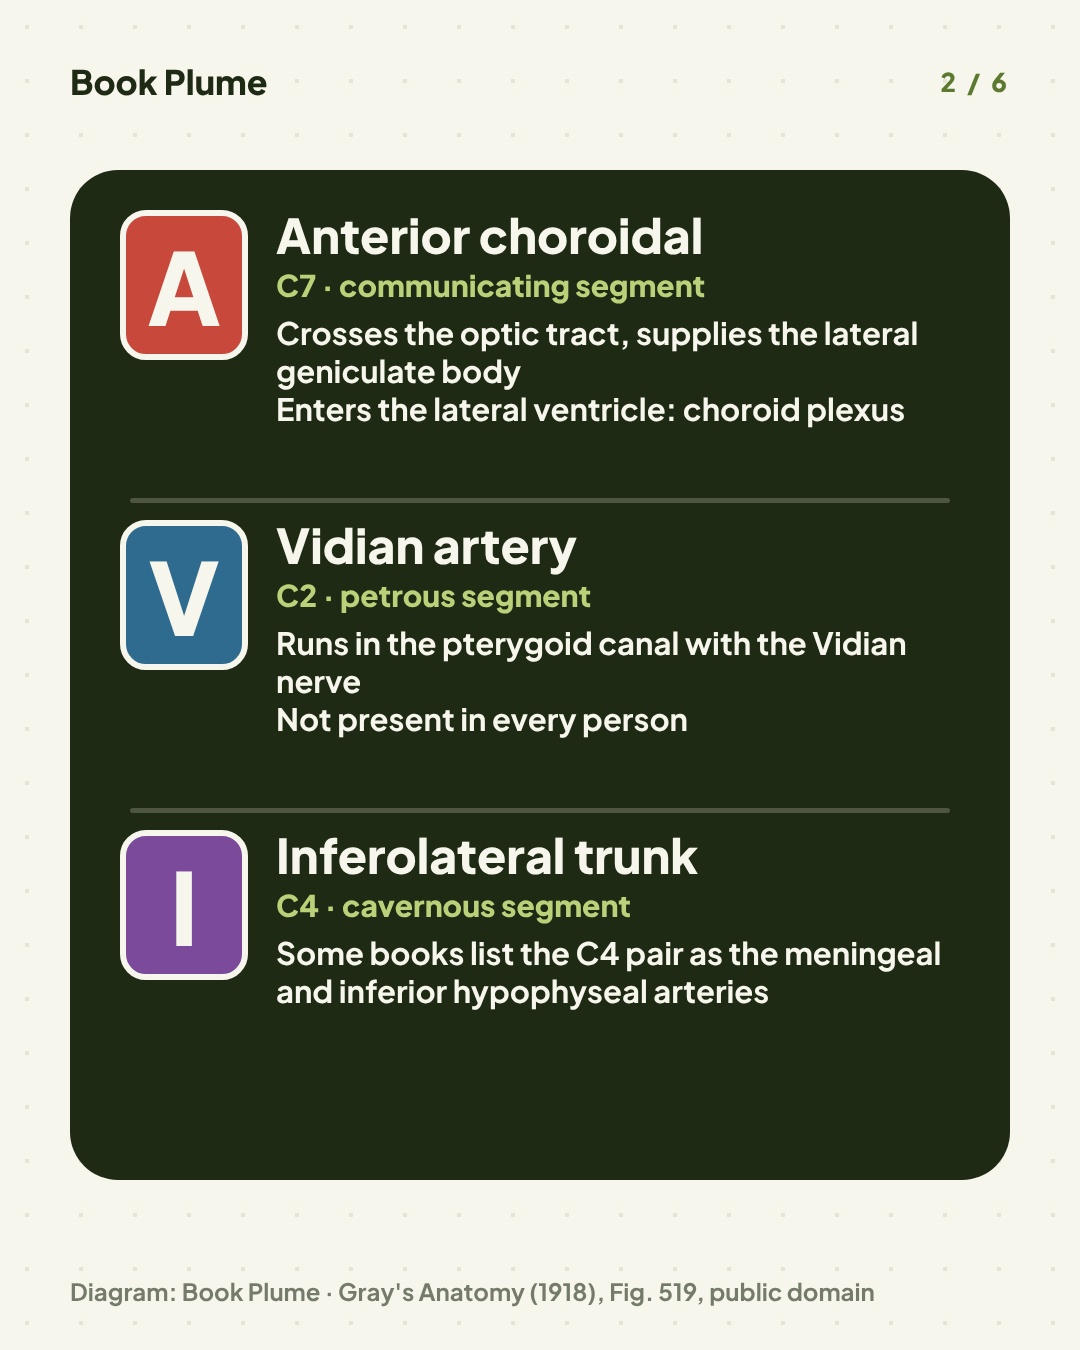 Book Plume
2 / 6
A
Anterior choroidal
C7 · communicating segment
Crosses the optic tract, supplies the lateral
geniculate body
Enters the lateral ventricle: choroid plexus
V
Vidian artery
C2 · petrous segment
Runs in the pterygoid canal with the Vidian
nerve
Not present in every person
I
Inferolateral trunk
C4 · cavernous segment
Some books list the C4 pair as the meningeal
and inferior hypophyseal arteries
Diagram: Book Plume · Gray's Anatomy (1918), Fig. 519, public domain